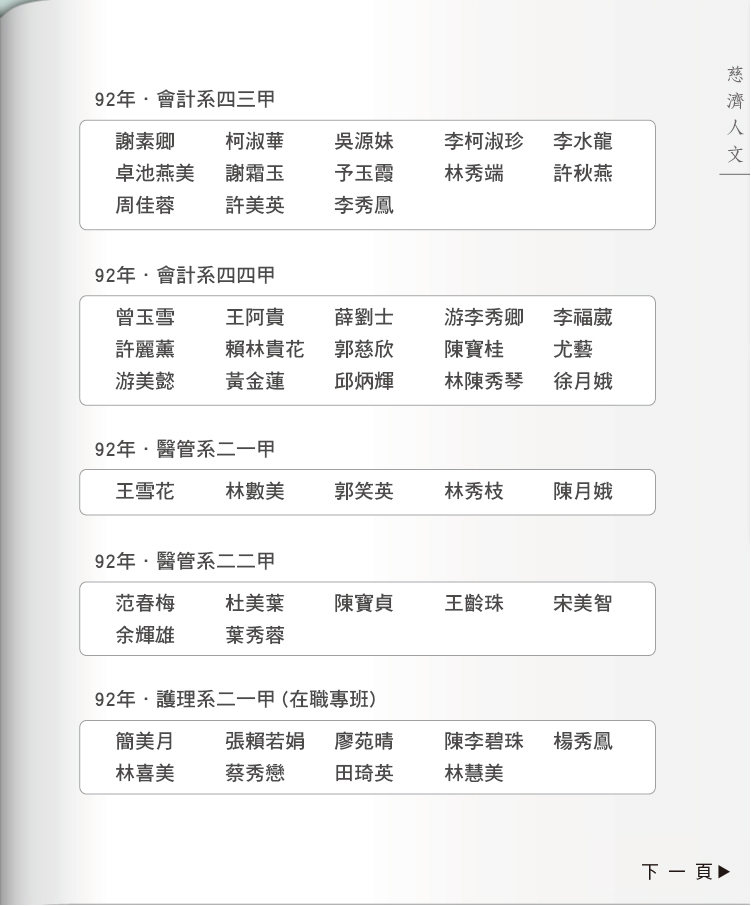 慈濟人文
92年．會計系四三甲
謝素卿 柯淑華 吳源妹 李柯淑珍 李水龍
卓池燕美 謝霜玉 予玉霞 林秀端 許秋燕
周佳蓉 許美英 李秀鳳
92年．會計系四四甲
曾玉雪 王阿貴 薛劉士 游李秀卿 李福葳
許麗薰 賴林貴花 郭慈欣 陳寶桂 尤藝
游美懿 黃金蓮 邱炳輝 林陳秀琴 徐月娥
92年．醫管系二一甲
王雪花 林數美 郭笑英 林秀枝 陳月娥
92年．醫管系二二甲
范春梅 杜美葉 陳寶貞 王齡珠 宋美智
余輝雄 葉秀蓉
92年．護理系二一甲（在職專班）
簡美月 張賴若娟 廖苑晴 陳李碧珠 楊秀鳳
林喜美 蔡秀戀 田琦英 林慧美
下一頁▶